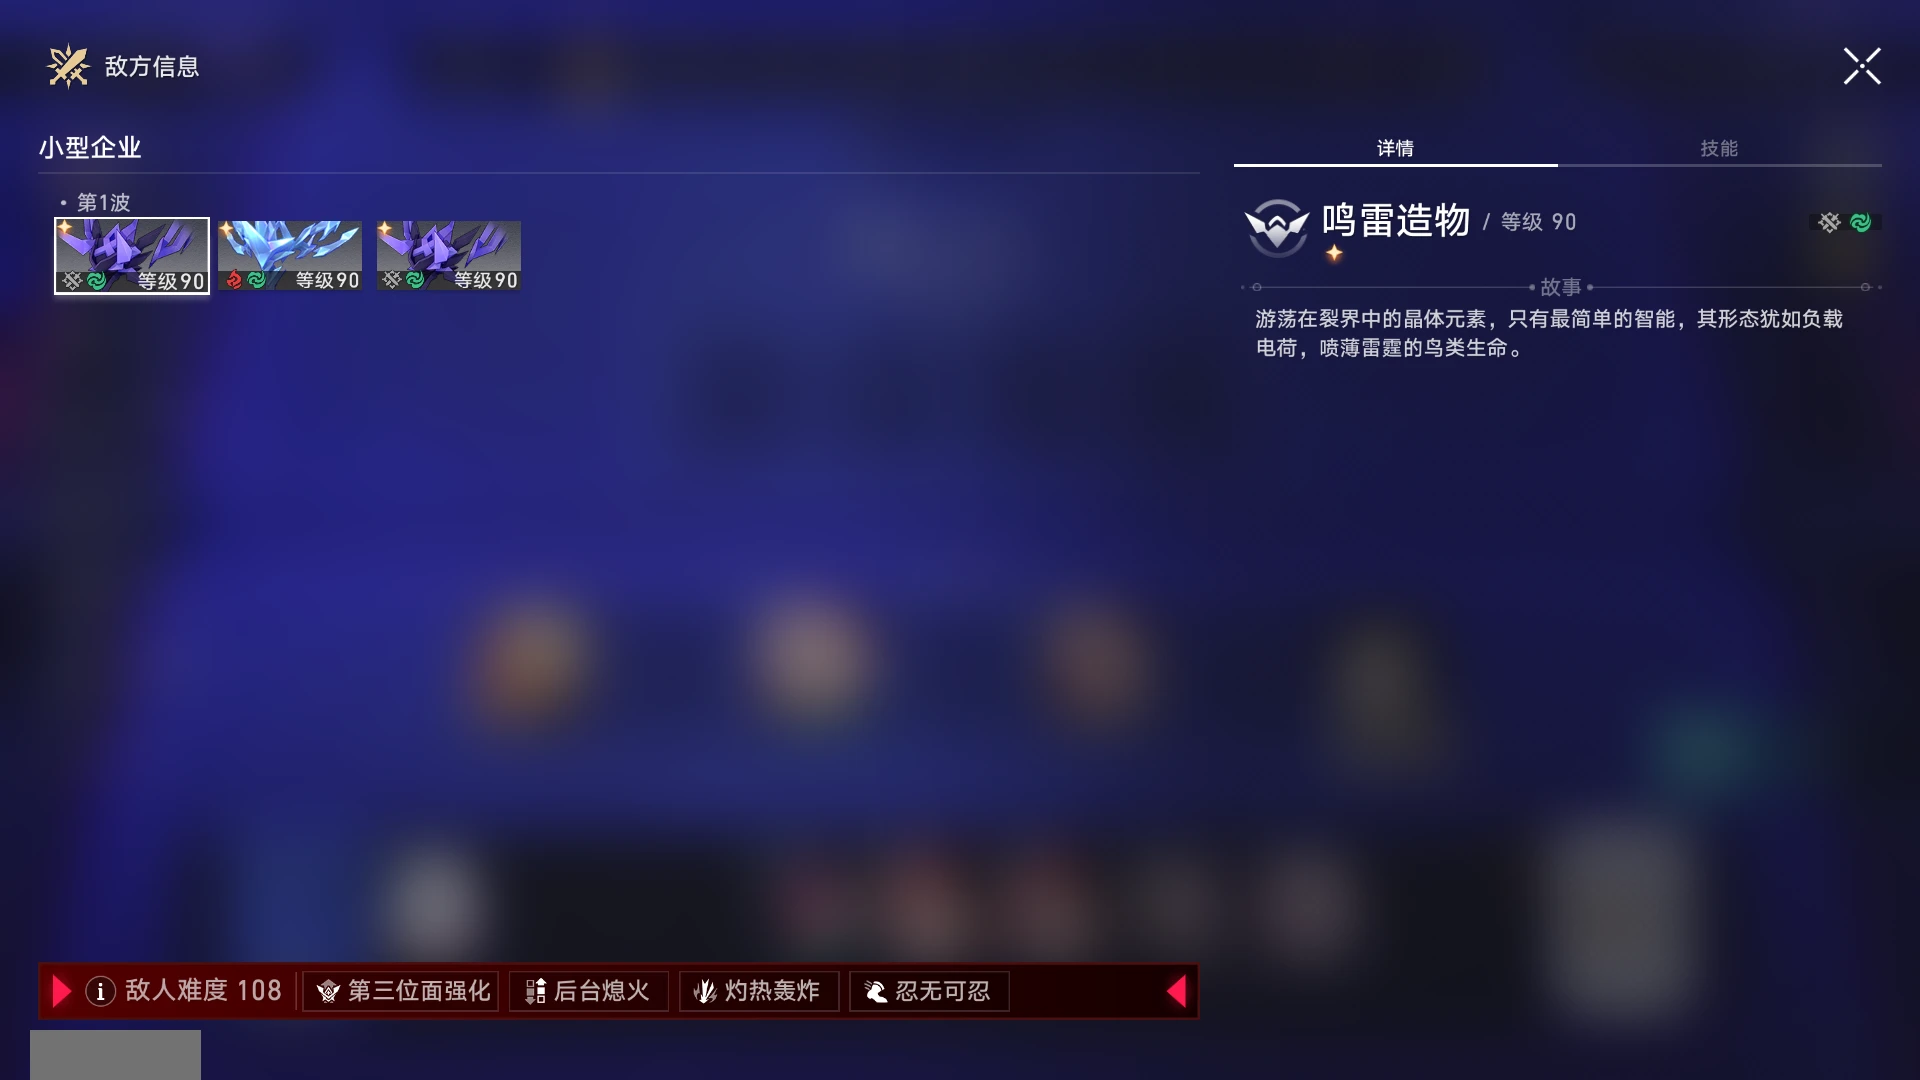 敌方信息
小型企业
• 第1波
等级90
等级90
等级90
详情
技能
鸣雷造物 / 等级 90
故事
游荡在裂界中的晶体元素，只有最简单的智能，其形态犹如负载
电荷，喷薄雷霆的鸟类生命。
敌人难度 108
第三位面强化
后台熄火
灼热轰炸
忍无可忍